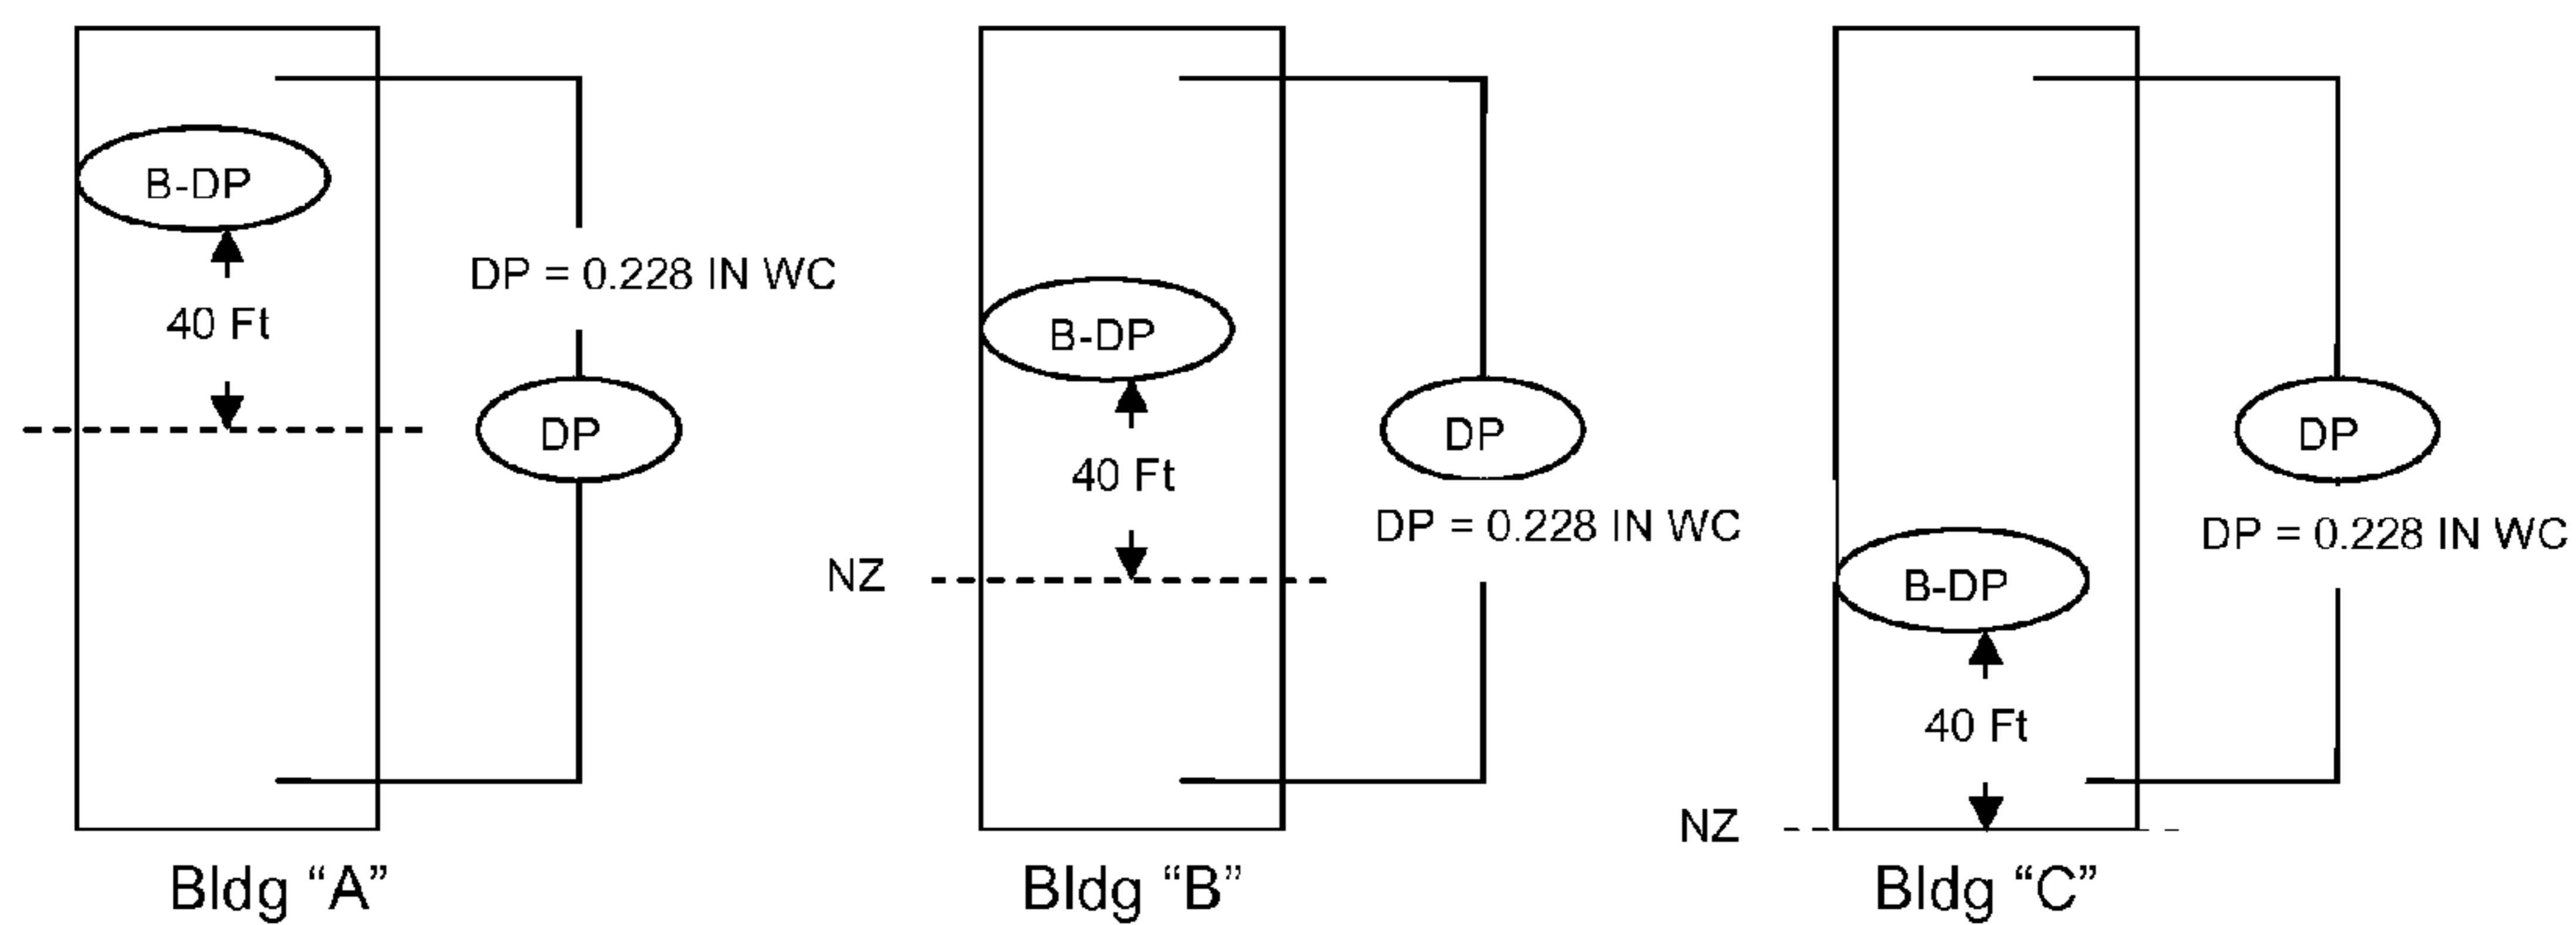 B-DP
DP = 0.228 IN WC
40 Ft
DP
Bldg “A”
B-DP
DP
40 Ft
DP = 0.228 IN WC
NZ
Bldg “B”
DP
DP = 0.228 IN WC
B-DP
40 Ft
NZ
Bldg “C”